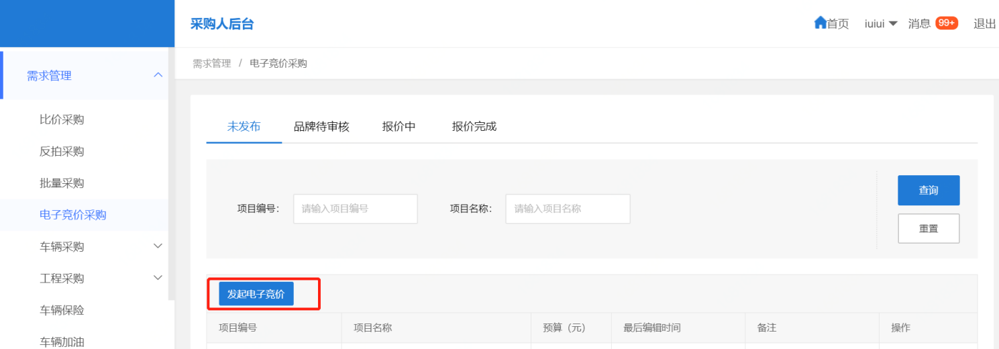 采购人后台
首页 iuiui 消息 99+ 退出
需求管理 / 电子竞价采购
需求管理
比价采购
反拍采购
批量采购
电子竞价采购
车辆采购
工程采购
车辆保险
车辆加油
未发布 品牌待审核 报价中 报价完成
项目编号： 请输入项目编号 项目名称： 请输入项目名称
查询
重置
发起电子竞价
项目编号 项目名称 预算（元） 最后编辑时间 备注 操作